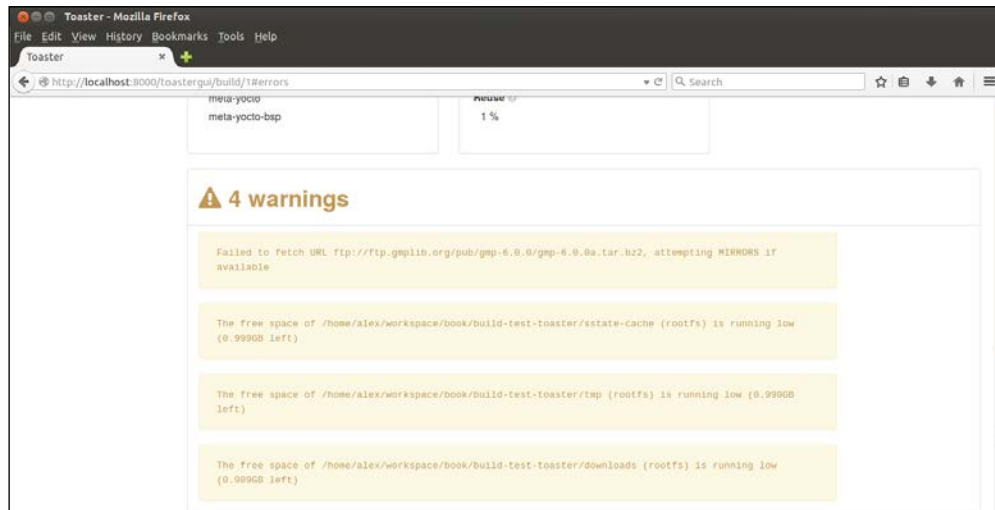 Toaster - Mozilla Firefox
File Edit View History Bookmarks Tools Help
Toaster
http://localhost:8000/toastergui/build/1#errors
Search
meta-yocto
Reuse
meta-yocto-bsp
1 %
4 warnings
Failed to fetch URL ftp://ftp.gmplib.org/pub/gmp-6.0.0/gmp-6.0.0a.tar.bz2, attempting MIRRORS if
available
The free space of /home/alex/workspace/book/build-test-toaster/sstate-cache (rootfs) is running low
(0.999GB left)
The free space of /home/alex/workspace/book/build-test-toaster/tmp (rootfs) is running low (0.990GB
left)
The free space of /home/alex/workspace/book/build-test-toaster/downloads (rootfs) is running low
(0.989GB left)